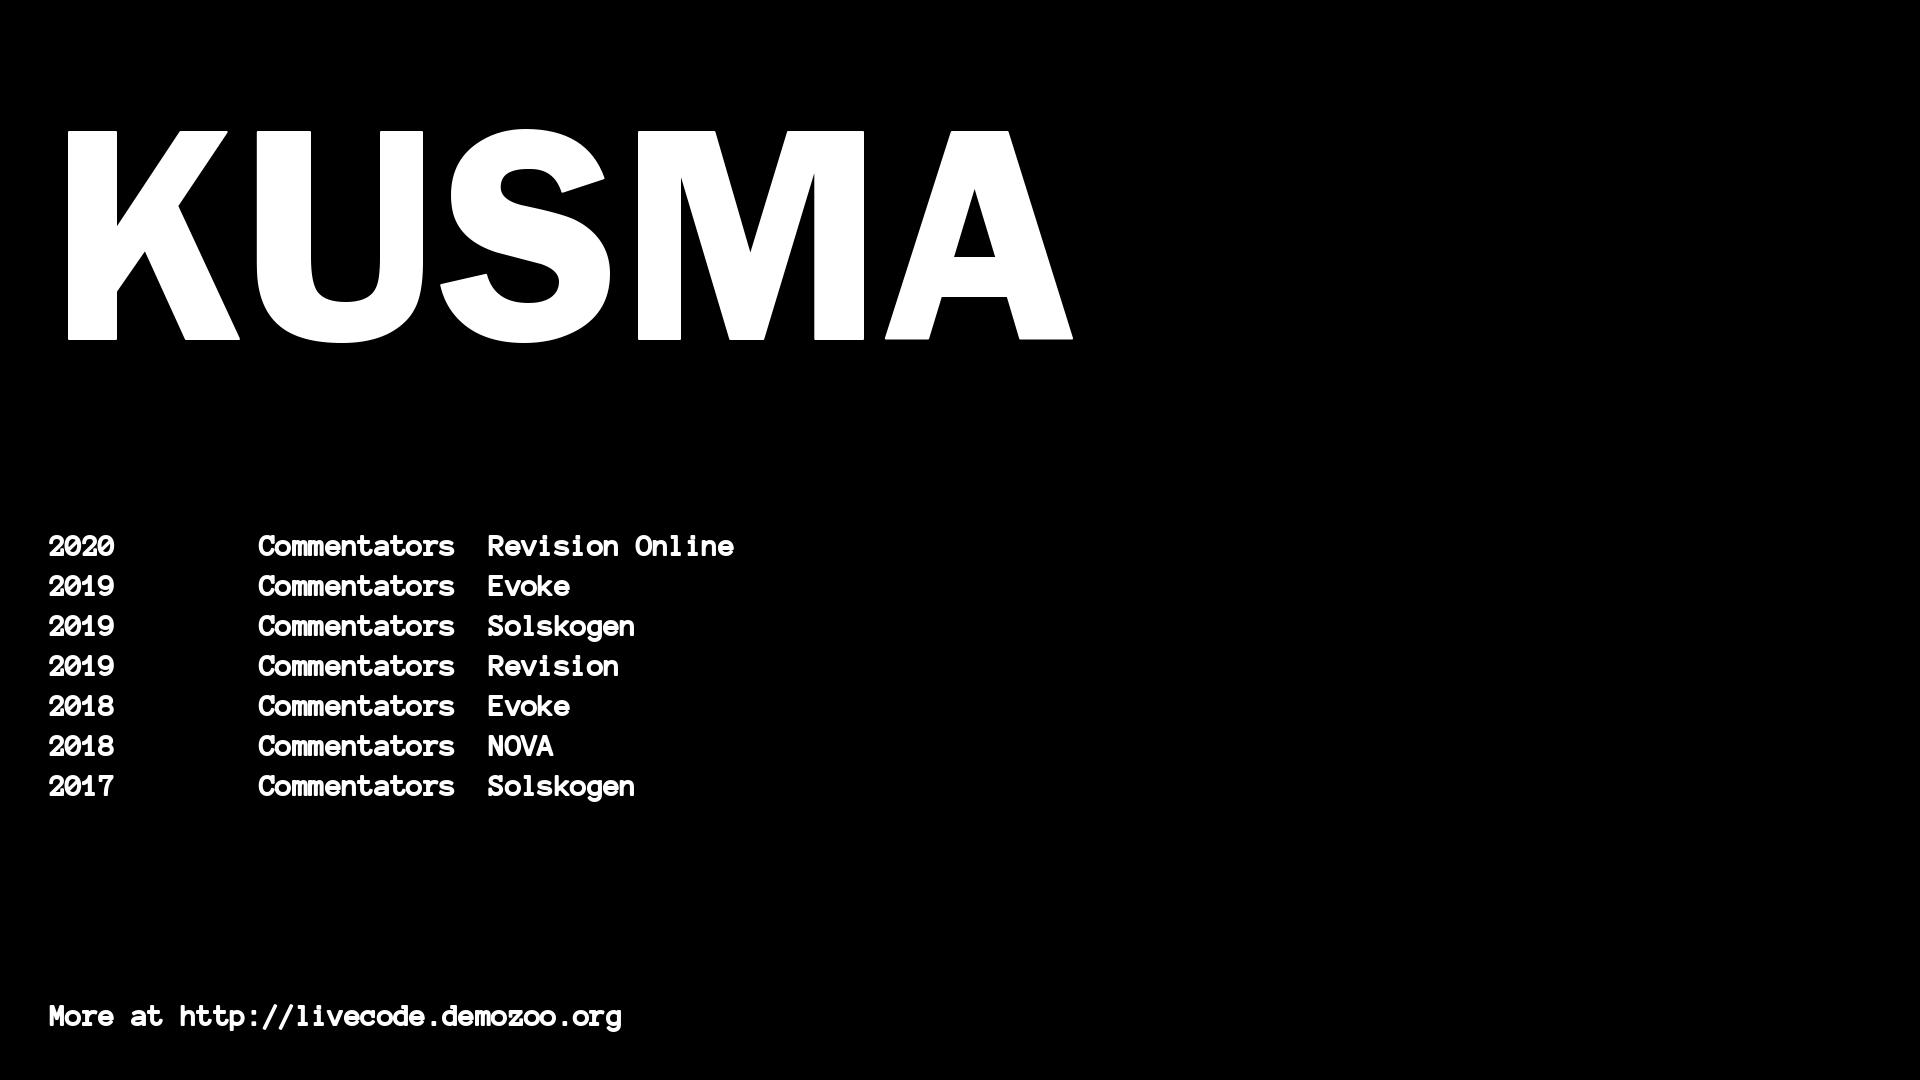 KUSMA
2020 Commentators Revision Online
2019 Commentators Evoke
2019 Commentators Solskogen
2019 Commentators Revision
2018 Commentators Evoke
2018 Commentators NOVA
2017 Commentators Solskogen
More at http://livecode.demozoo.org